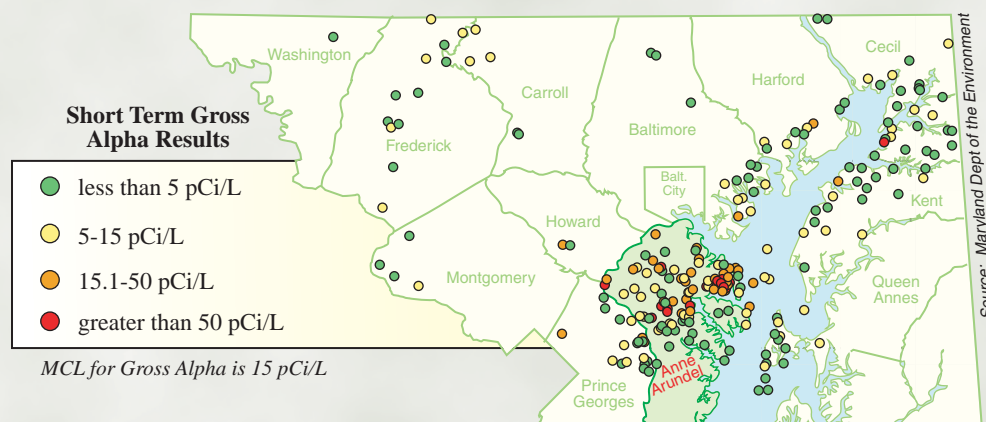 Short Term Gross
Alpha Results
less than 5 pCi/L
5-15 pCi/L
15.1-50 pCi/L
greater than 50 pCi/L
MCL for Gross Alpha is 15 pCi/L
Washington
Frederick
Carroll
Baltimore
Harford
Cecil
Balt.
City
Howard
Montgomery
Kent
Queen
Annes
Anne
Arundel
Prince
Georges
Source: Maryland Dept of the Environment